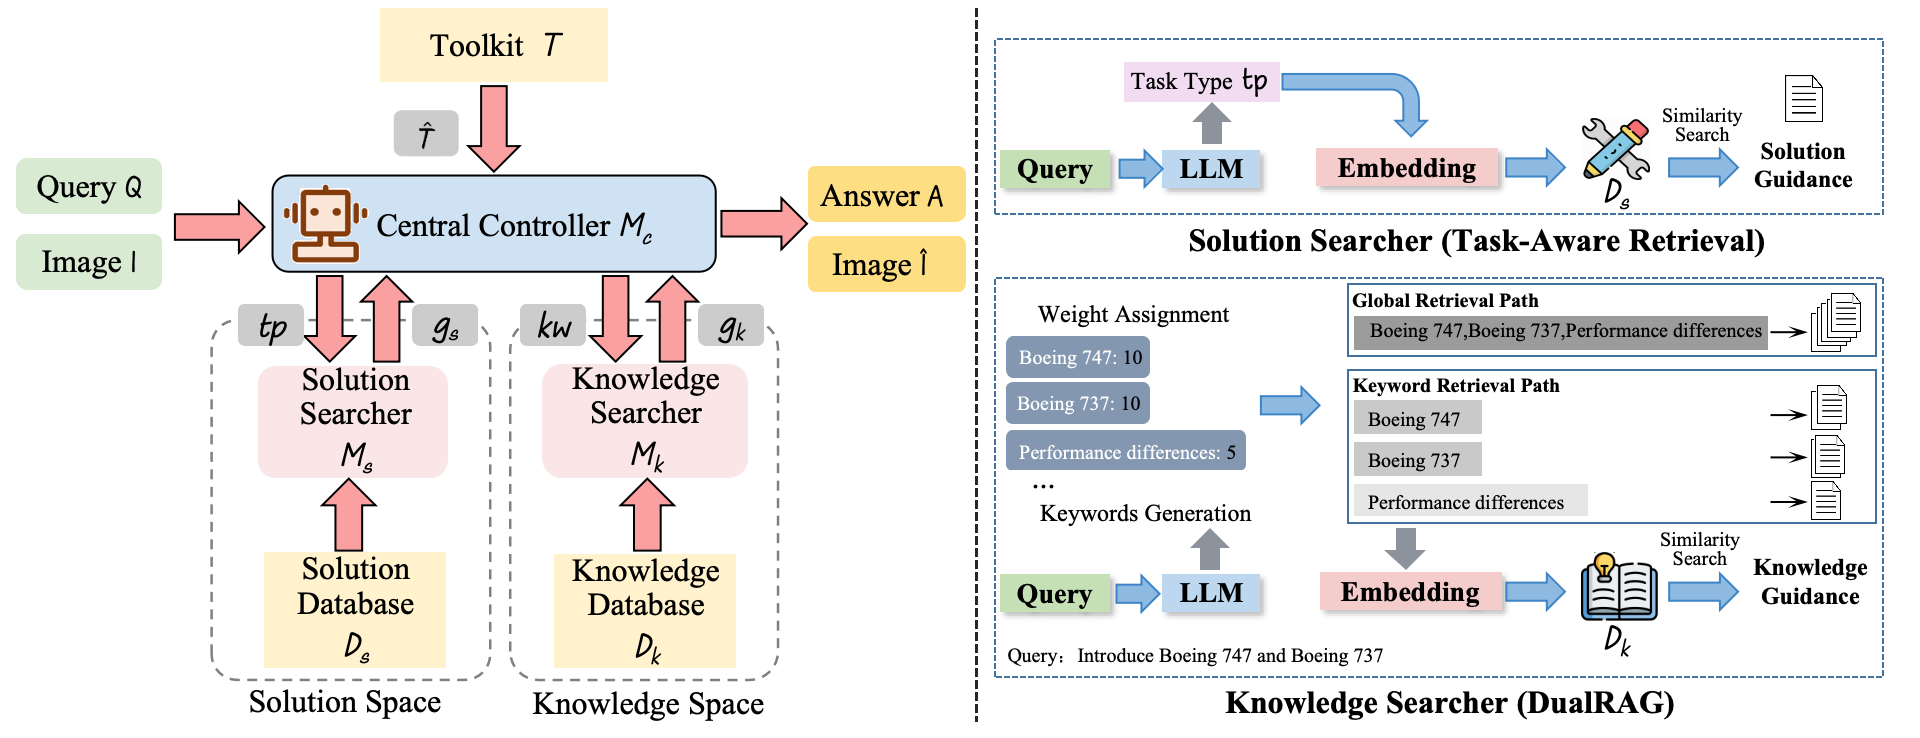 Toolkit T
T̂
Query Q
Image I
Central Controller M_c
Answer A
Image Î
tp
g_s
kw
g_k
Solution
Searcher
M_s
Knowledge
Searcher
M_k
Solution
Database
D_s
Knowledge
Database
D_k
Solution Space
Knowledge Space
Task Type tp
Query
LLM
Embedding
D_s
Similarity
Search
Solution
Guidance
Solution Searcher (Task-Aware Retrieval)
Weight Assignment
Boeing 747: 10
Boeing 737: 10
Performance differences: 5
...
Keywords Generation
Query
LLM
Global Retrieval Path
Boeing 747,Boeing 737,Performance differences
Keyword Retrieval Path
Boeing 747
Boeing 737
Performance differences
Embedding
D_k
Similarity
Search
Knowledge
Guidance
Query：Introduce Boeing 747 and Boeing 737
Knowledge Searcher (DualRAG)